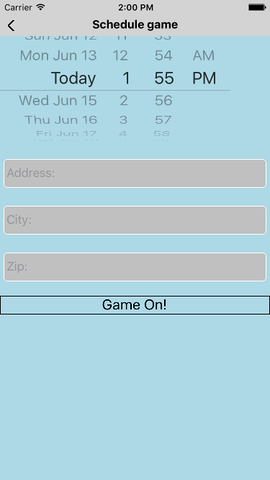 Carrier 2:00 PM
Schedule game
Sun Jun 12 11 53
Mon Jun 13 12 54 AM
Today 1 55 PM
Wed Jun 15 2 56
Thu Jun 16 3 57
Fri Jun 17 4 58
Address:
City:
Zip:
Game On!